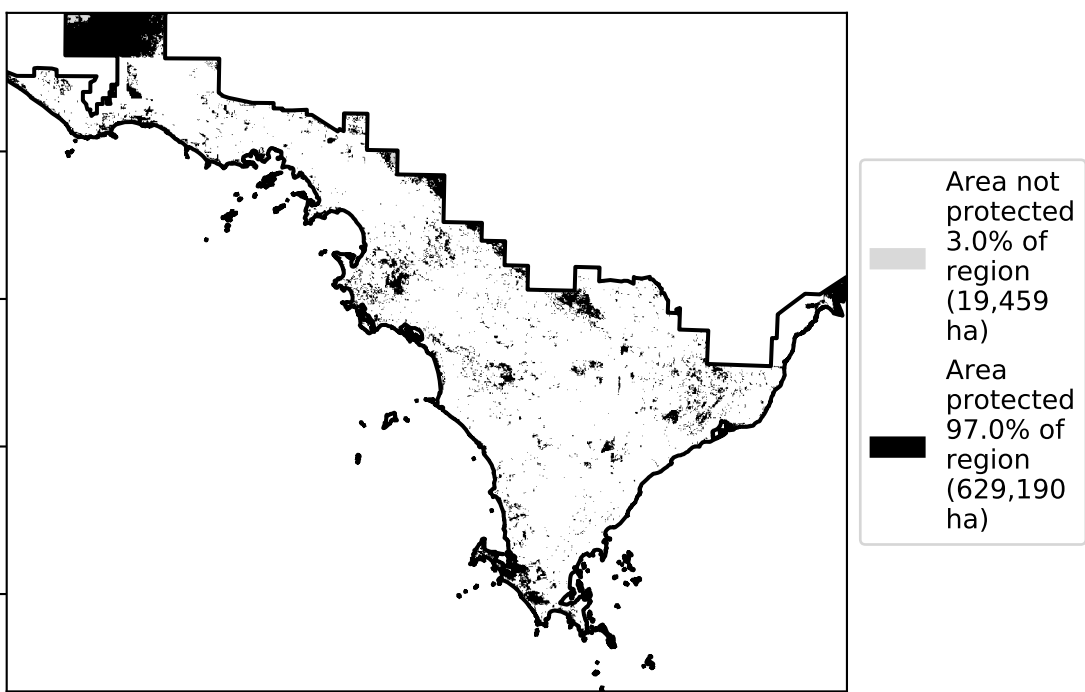 Area not
protected
3.0% of
region
(19,459
ha)
Area
protected
97.0% of
region
(629,190
ha)